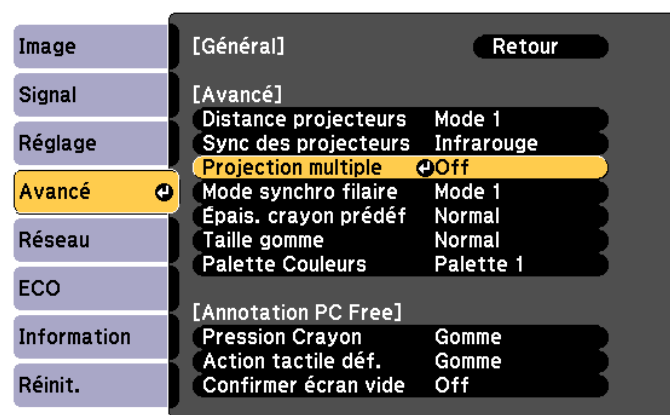 Image
Signal
Réglage
Avancé
Réseau
ECO
Information
Réinit.
[Général] Retour
[Avancé]
Distance projecteurs Mode 1
Sync des projecteurs Infrarouge
Projection multiple Off
Mode synchro filaire Mode 1
Épais. crayon prédéf Normal
Taille gomme Normal
Palette Couleurs Palette 1
[Annotation PC Free]
Pression Crayon Gomme
Action tactile déf. Gomme
Confirmer écran vide Off